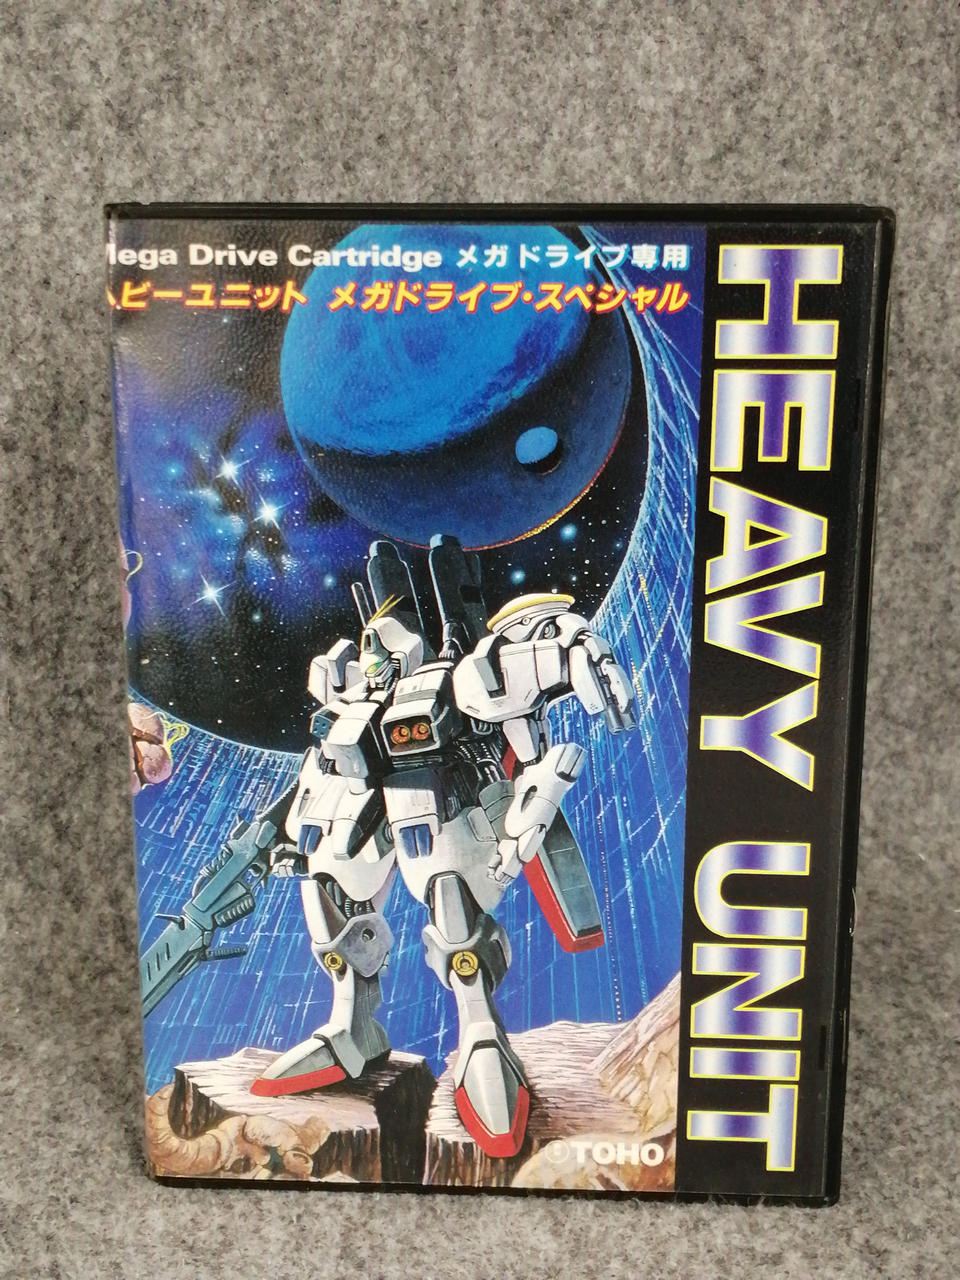 Mega Drive Cartridge メガドライブ専用
ヘビーユニット メガドライブ・スペシャル
HEAVY UNIT
TOHO